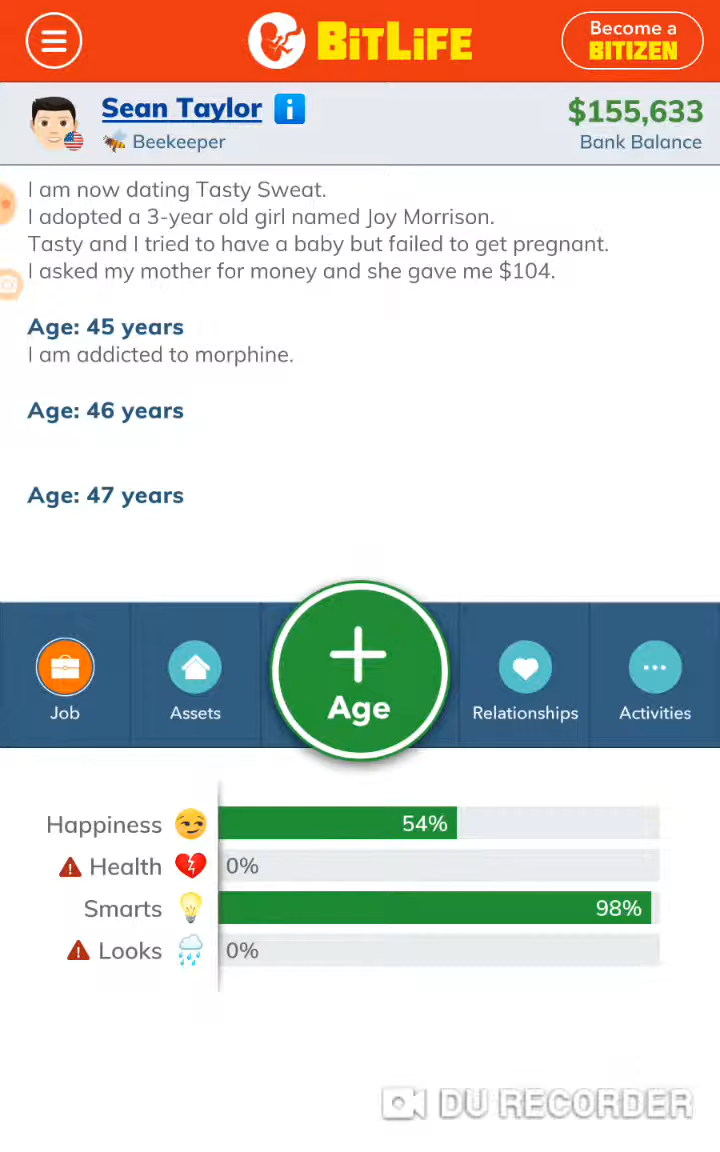 BITLIFE
Become a
BITIZEN
Sean Taylor i
Beekeeper
$155,633
Bank Balance
I am now dating Tasty Sweat.
I adopted a 3-year old girl named Joy Morrison.
Tasty and I tried to have a baby but failed to get pregnant.
I asked my mother for money and she gave me $104.
Age: 45 years
I am addicted to morphine.
Age: 46 years
Age: 47 years
Job
Assets
Age
Relationships
Activities
Happiness 54%
Health 0%
Smarts 98%
Looks 0%
DU RECORDER